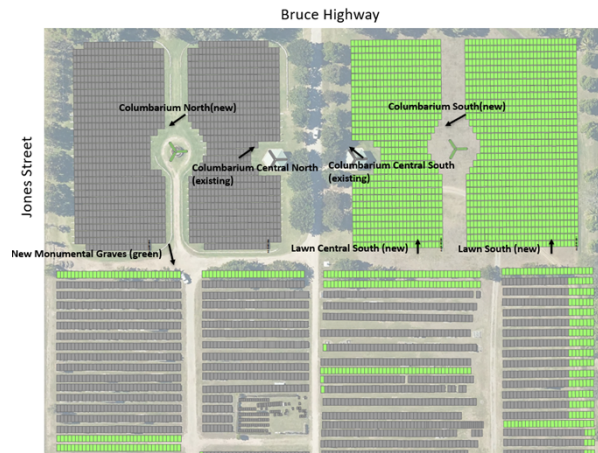 Bruce Highway
Jones Street
Columbarium North(new)
Columbarium South(new)
Columbarium Central North
(existing)
Columbarium Central South
(existing)
New Monumental Graves (green)
Lawn Central South (new)
Lawn South (new)